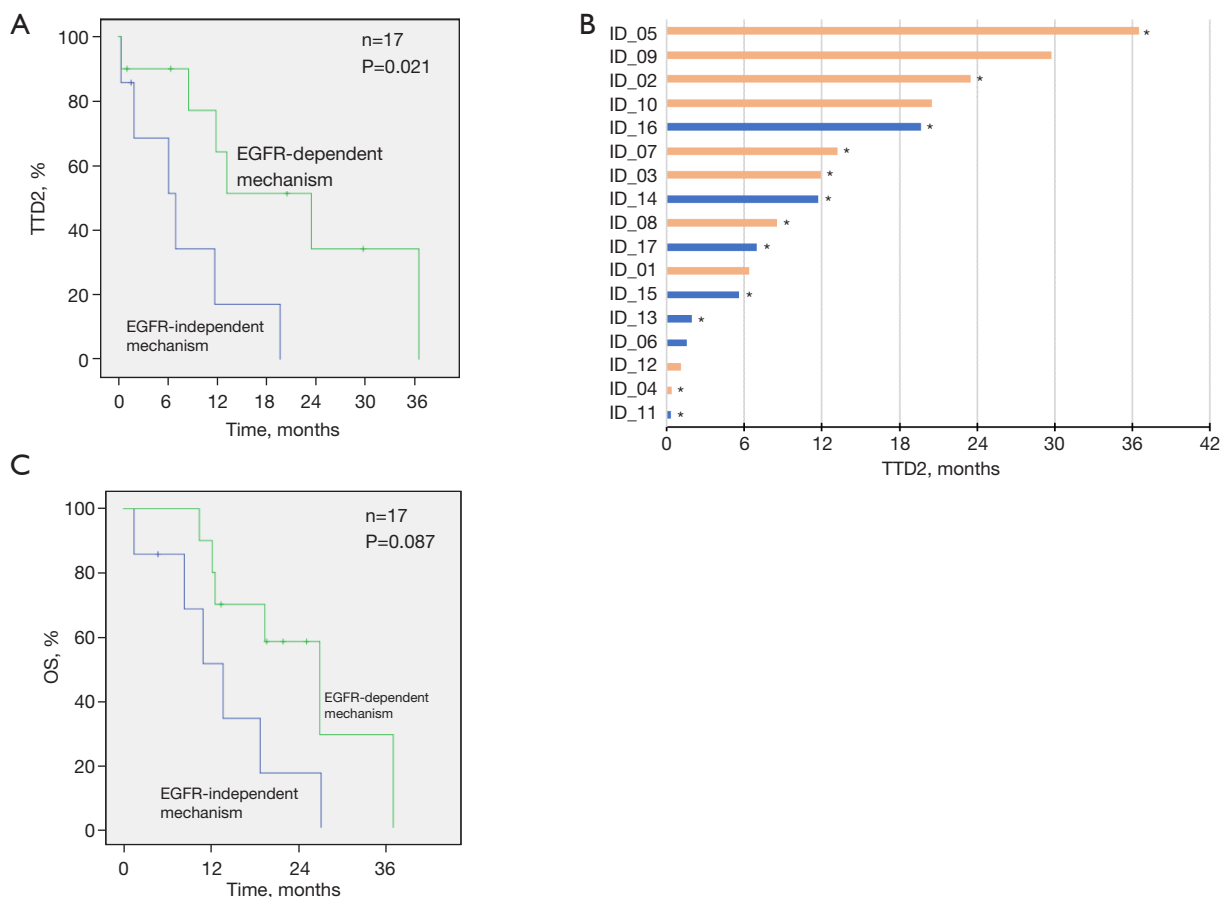 A
n=17
P=0.021
100
80
60
40
20
0
TTD2, %
EGFR-dependent
mechanism
EGFR-independent
mechanism
0 6 12 18 24 30 36
Time, months
B
ID_05 *
ID_09
ID_02 *
ID_10
ID_16 *
ID_07 *
ID_03 *
ID_14 *
ID_08 *
ID_17 *
ID_01
ID_15 *
ID_13 *
ID_06
ID_12
ID_04 *
ID_11 *
0 6 12 18 24 30 36 42
TTD2, months
C
n=17
P=0.087
100
80
60
40
20
0
OS, %
EGFR-dependent
mechanism
EGFR-independent
mechanism
0 12 24 36
Time, months